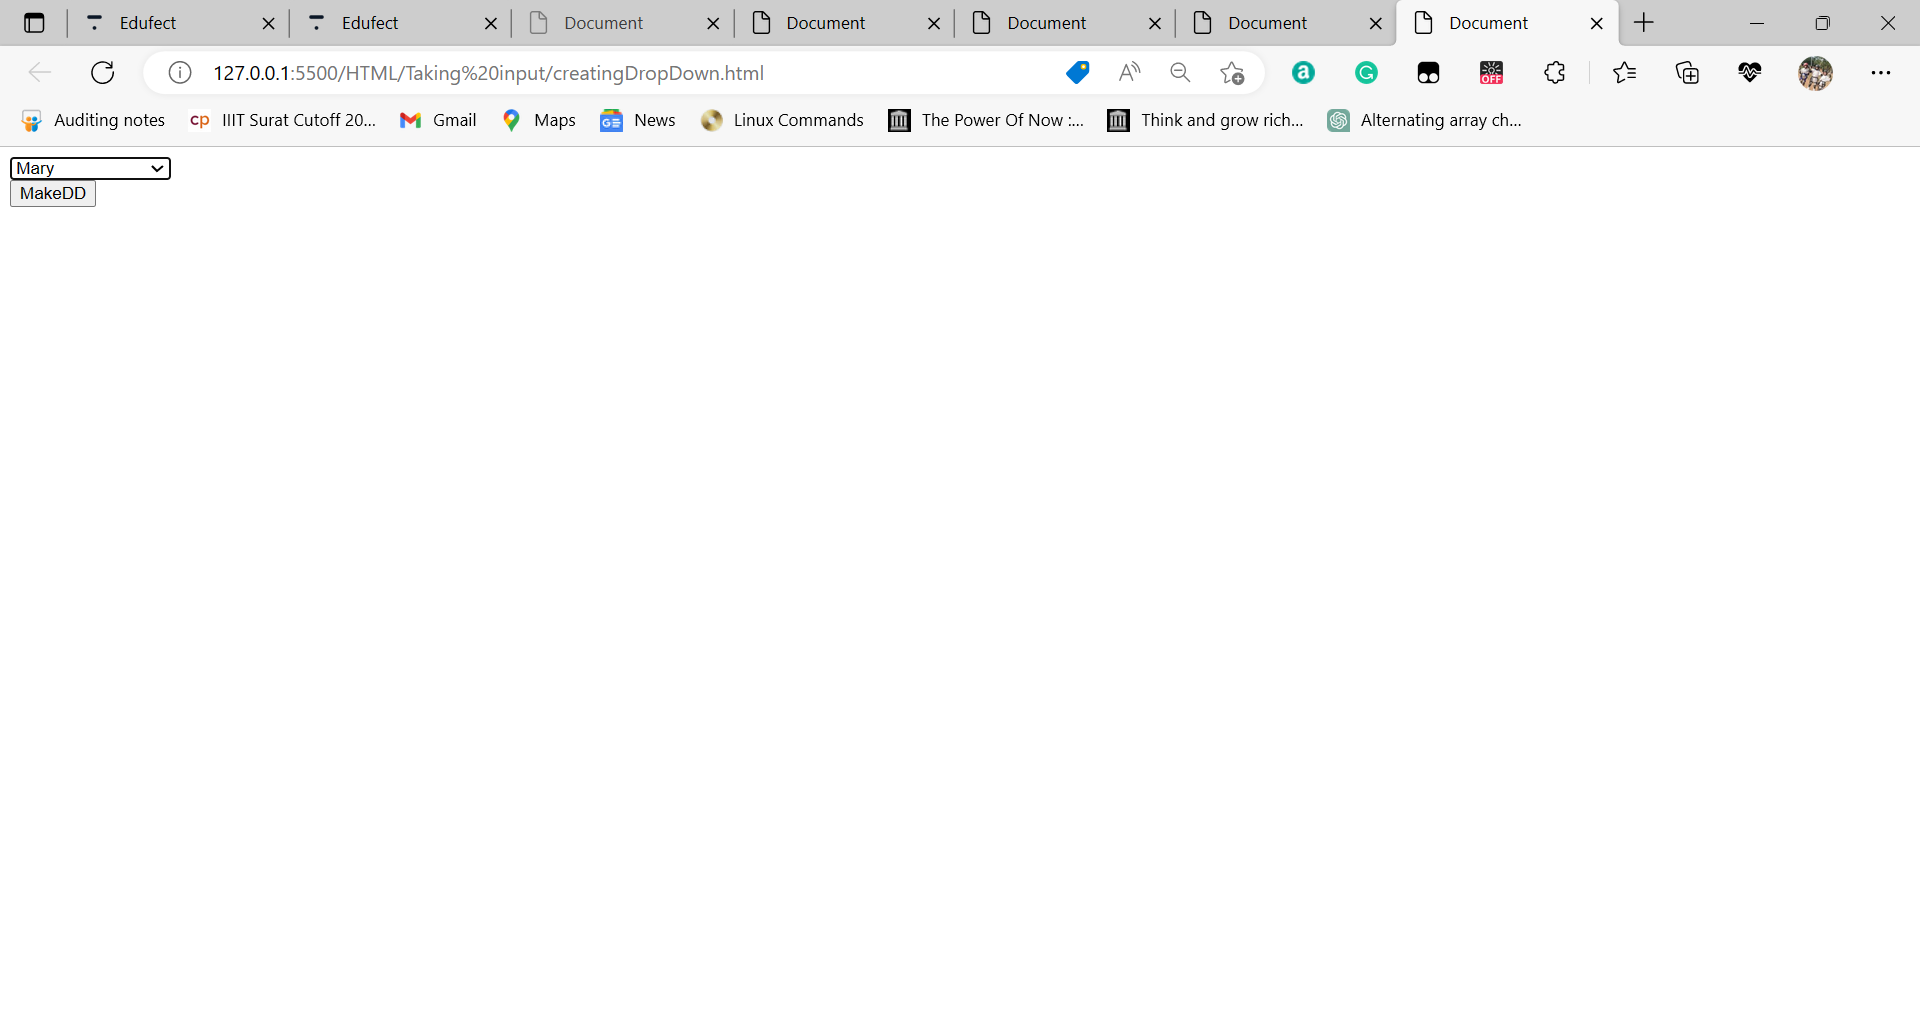 Edufect
Edufect
Document
Document
Document
Document
Document
127.0.0.1:5500/HTML/Taking%20input/creatingDropDown.html
A
a
G
OFF
Auditing notes
cp IIIT Surat Cutoff 20...
Gmail
Maps
GE News
Linux Commands
The Power Of Now :...
Think and grow rich...
Alternating array ch...
Mary
MakeDD